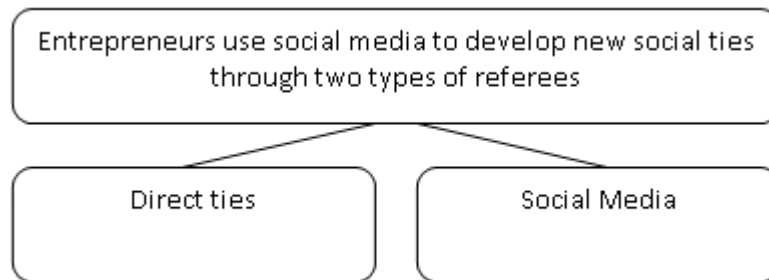 Entrepreneurs use social media to develop new social ties
through two types of referees
Direct ties
Social Media